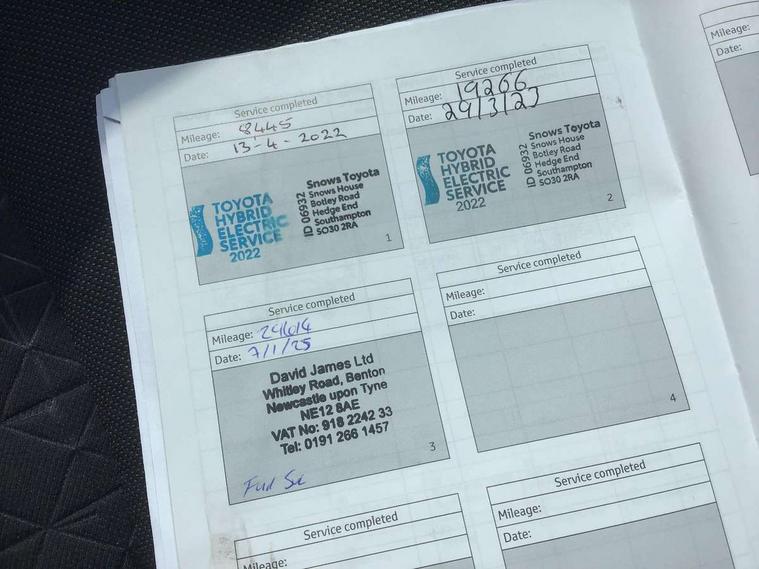 Service completed
Mileage: 8445
Date: 13-4-2022
TOYOTA
HYBRID
ELECTRIC
SERVICE
2022
ID 06932
Snows Toyota
Snows House
Botley Road
Hedge End
Southampton
SO30 2RA
1
Service completed
Mileage: 19266
Date: 29/3/23
TOYOTA
HYBRID
ELECTRIC
SERVICE
2022
ID 06932
Snows Toyota
Snows House
Botley Road
Hedge End
Southampton
SO30 2RA
2
Service completed
Mileage:
Date: 7/1/25
David James Ltd
Whitley Road, Benton
Newcastle upon Tyne
NE12 8AE
VAT No: 918 2242 33
Tel: 0191 266 1457
3
Service completed
Mileage:
Date:
4
Service completed
Mileage:
Service completed
Mileage:
Date:
Mileage:
Date: